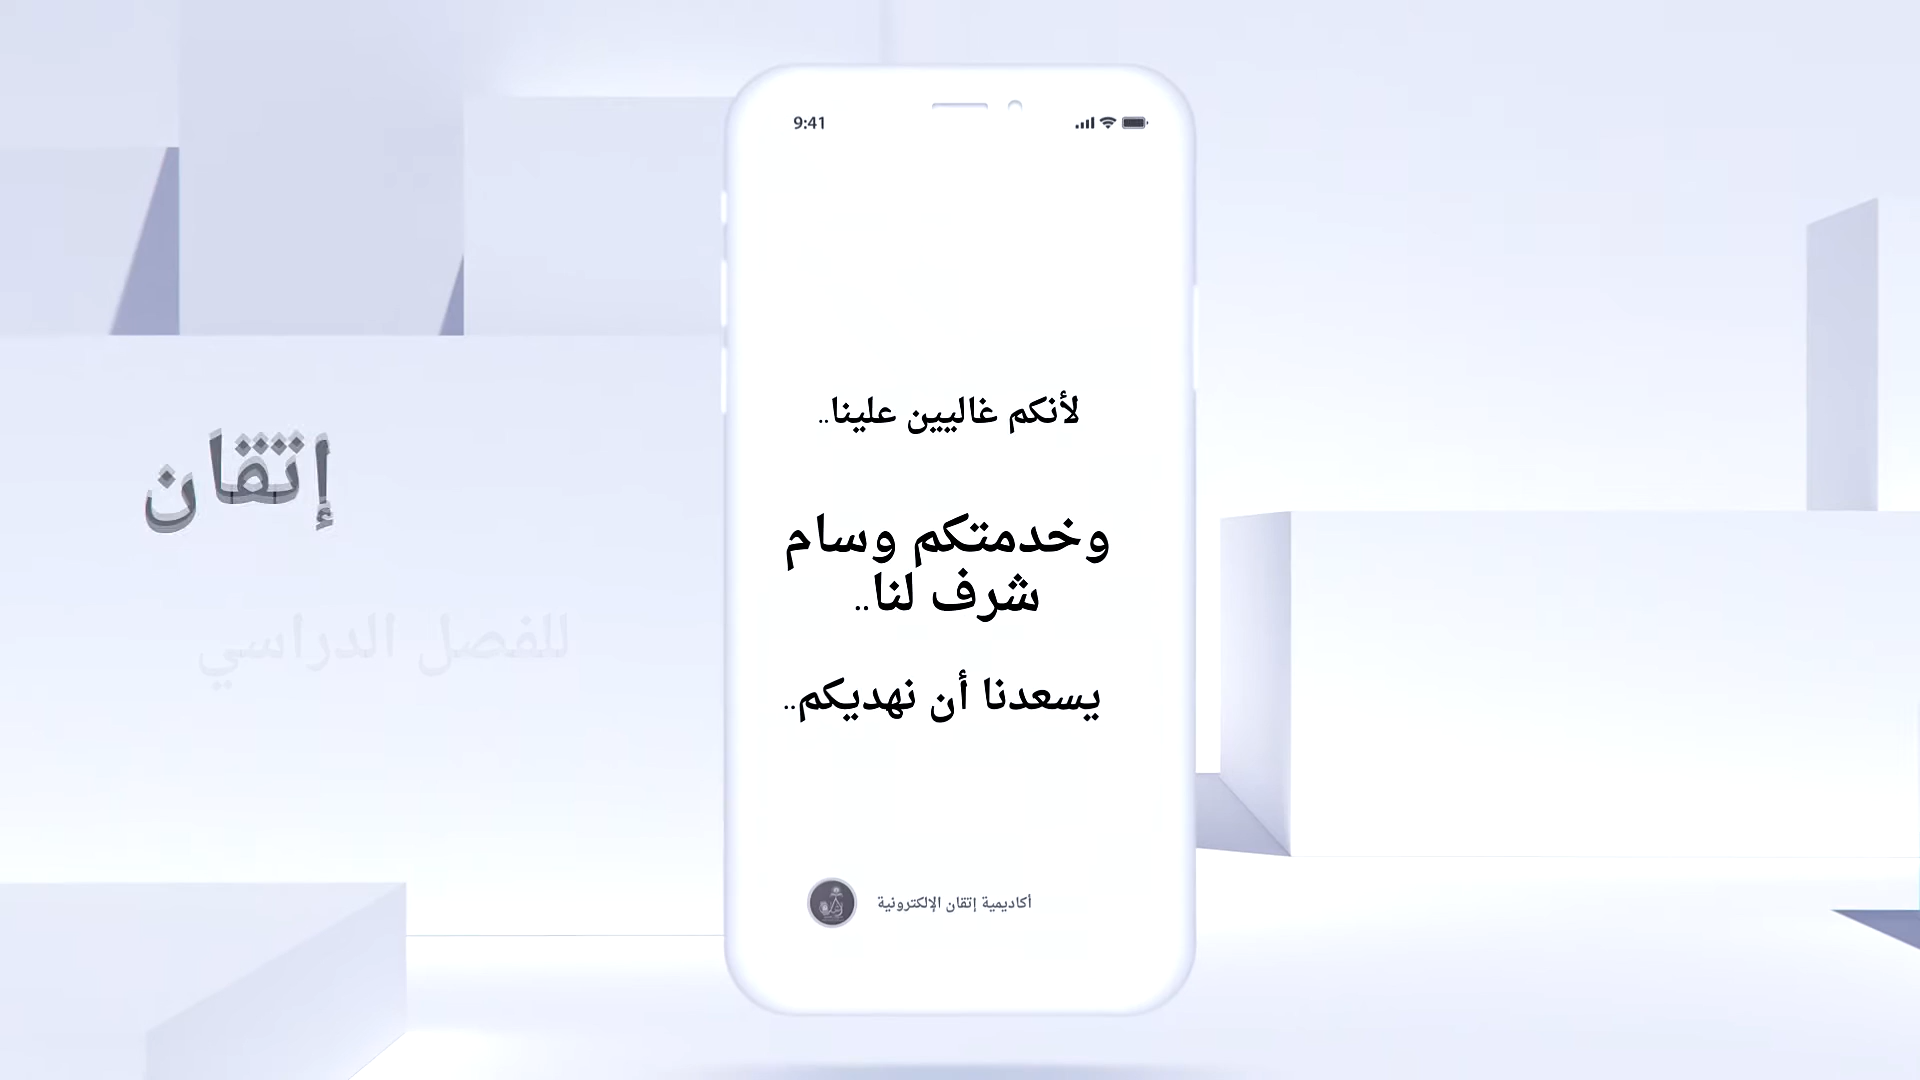 9:41
لأنكم غاليين علينا..
إتقان
وخدمتكم وسام
شرف لنا..
للفصل الدراسي
يسعدنا أن نهديكم..
أكاديمية إتقان الإلكترونية